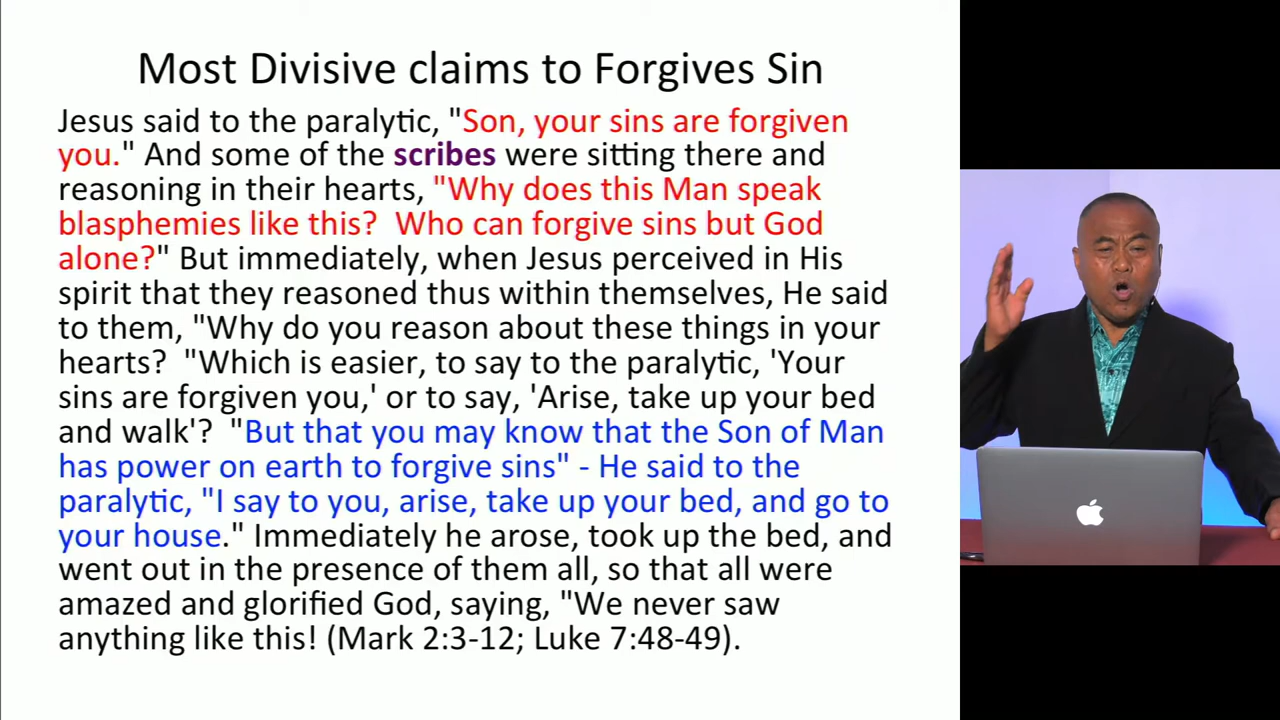 Most Divisive claims to Forgives Sin
Jesus said to the paralytic, "Son, your sins are forgiven
you." And some of the scribes were sitting there and
reasoning in their hearts, "Why does this Man speak
blasphemies like this?  Who can forgive sins but God
alone?" But immediately, when Jesus perceived in His
spirit that they reasoned thus within themselves, He said
to them, "Why do you reason about these things in your
hearts?  "Which is easier, to say to the paralytic, 'Your
sins are forgiven you,' or to say, 'Arise, take up your bed
and walk'?  "But that you may know that the Son of Man
has power on earth to forgive sins" - He said to the
paralytic, "I say to you, arise, take up your bed, and go to
your house." Immediately he arose, took up the bed, and
went out in the presence of them all, so that all were
amazed and glorified God, saying, "We never saw
anything like this! (Mark 2:3-12; Luke 7:48-49).